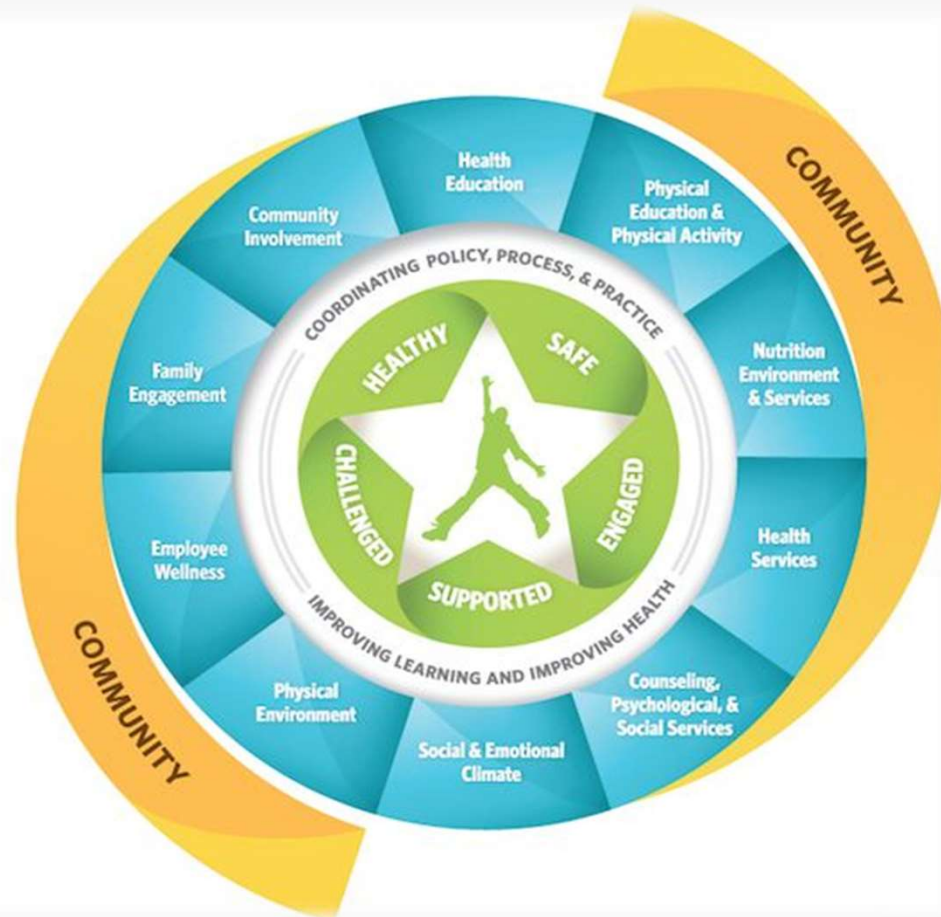 COMMUNITY
Health
Education
Physical
Education &
Physical Activity
Nutrition
Environment
& Services
Health
Services
Counseling,
Psychological, &
Social Services
Social & Emotional
Climate
Physical
Environment
Employee
Wellness
Family
Engagement
Community
Involvement
COORDINATING POLICY, PROCESS, & PRACTICE
IMPROVING LEARNING AND IMPROVING HEALTH
HEALTHY
SAFE
ENGAGED
SUPPORTED
CHALLENGED
COMMUNITY